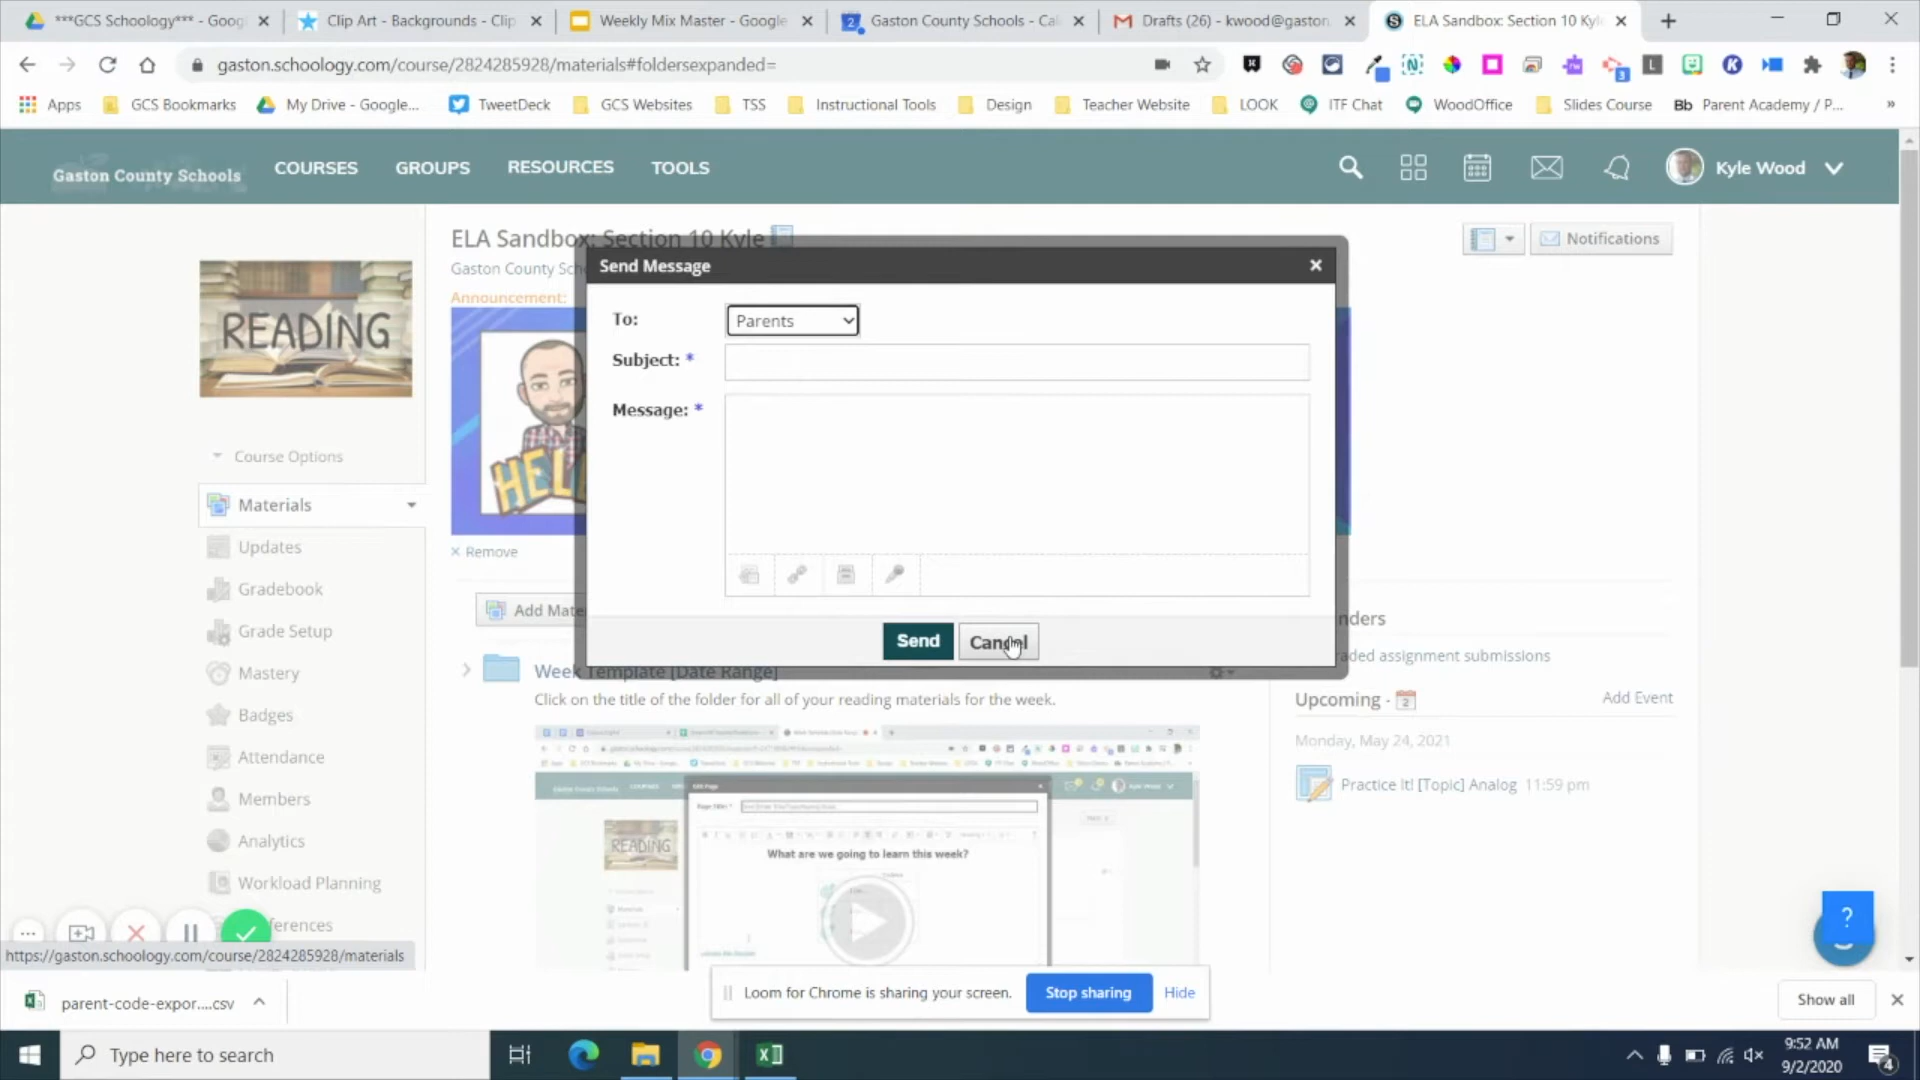 ***GCS Schoology*** - Goog
Clip Art - Backgrounds - Clip
Weekly Mix Master - Google
Gaston County Schools - Cal
Drafts (26) - kwood@gaston.
ELA Sandbox: Section 10 Kyle
gaston.schoology.com/course/2824285928/materials#foldersexpanded=
Apps
GCS Bookmarks
My Drive - Google...
TweetDeck
GCS Websites
TSS
Instructional Tools
Design
Teacher Website
LOOK
ITF Chat
WoodOffice
Slides Course
Bb Parent Academy / P...
»
Gaston County Schools
COURSES
GROUPS
RESOURCES
TOOLS
Kyle Wood
ELA Sandbox: Section 10 Kyle
Gaston County Sch
Announcement:
Notifications
READING
HELL
× Remove
Course Options
Materials
Updates
Gradebook
Grade Setup
Mastery
Badges
Attendance
Members
Analytics
Workload Planning
ferences
Send Message
×
To:
Parents
Subject: *
Message: *
Send
Cancel
Add Mate
Week Template [Date Range]
Click on the title of the folder for all of your reading materials for the week.
READING
What are we going to learn this week?
nders
raded assignment submissions
Upcoming - 2
Add Event
Monday, May 24, 2021
Practice It! [Topic] Analog 11:59 pm
?
https://gaston.schoology.com/course/2824285928/materials
parent-code-expor....csv
Loom for Chrome is sharing your screen.
Stop sharing
Hide
Show all
Type here to search
9:52 AM
9/2/2020
4